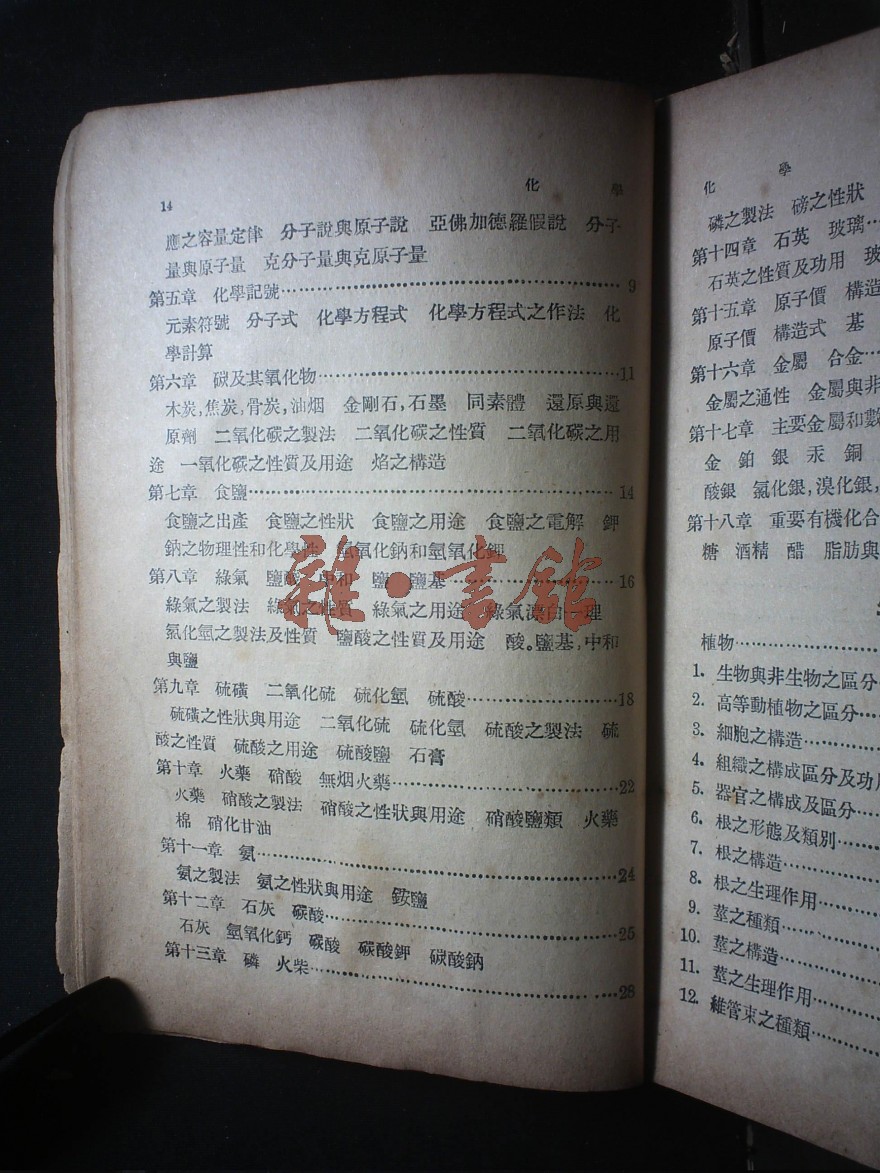 14
化學
應之容量定律 分子說與原子說 亞佛加德羅假說 分子
量與原子量 克分子量與克原子量
第五章 化學記號……9
元素符號 分子式 化學方程式 化學方程式之作法 化
學計算
第六章 碳及其氧化物……11
木炭,焦炭,骨炭,油烟 金剛石,石墨 同素體 還原與還
原劑 二氧化碳之製法 二氧化碳之性質 二氧化碳之用
途 一氧化碳之性質及用途 焰之構造
第七章 食鹽……14
食鹽之出產 食鹽之性狀 食鹽之用途 食鹽之電解 鉀
鈉之物理性和化學性 氫氧化鈉和氫氧化鉀
第八章 綠氣 鹽酸 中和 鹽 鹽基……16
綠氣之製法 綠氣之性質 綠氣之用途 綠氣漂白
氯化氫之製法及性質 鹽酸之性質及用途 酸。鹽基,中和
與鹽
第九章 硫磺 二氧化硫 硫化氫 硫酸……18
硫磺之性狀與用途 二氧化硫 硫化氫 硫酸之製法 硫
酸之性質 硫酸之用途 硫酸鹽 石膏
第十章 火藥 硝酸 無烟火藥……22
火藥 硝酸之製法 硝酸之性狀與用途 硝酸鹽類 火藥
棉 硝化甘油
第十一章 氨……24
氨之製法 氨之性狀與用途 銨鹽
第十二章 石灰 碳酸……25
石灰 氫氧化鈣 碳酸 碳酸鉀 碳酸鈉
第十三章 磷 火柴……28
雜·書館
化學
磷之製法 磅之性狀
第十四章 石英 玻璃…
石英之性質及功用 玻
第十五章 原子價 構造
原子價 構造式 基
第十六章 金屬 合金…
金屬之通性 金屬與非
第十七章 主要金屬和數
金 鉑 銀 汞 銅
酸銀 氯化銀,溴化銀,
第十八章 重要有機化合
糖 酒精 醋 脂肪與
植物……
1. 生物與非生物之區分
2. 高等動植物之區分…
3. 細胞之構造……
4. 組織之構成區分及功用
5. 器官之構成及區分…
6. 根之形態及類別…
7. 根之構造……
8. 根之生理作用…
9. 莖之種類……
10. 莖之構造……
11. 莖之生理作用…
12. 維管束之種類…